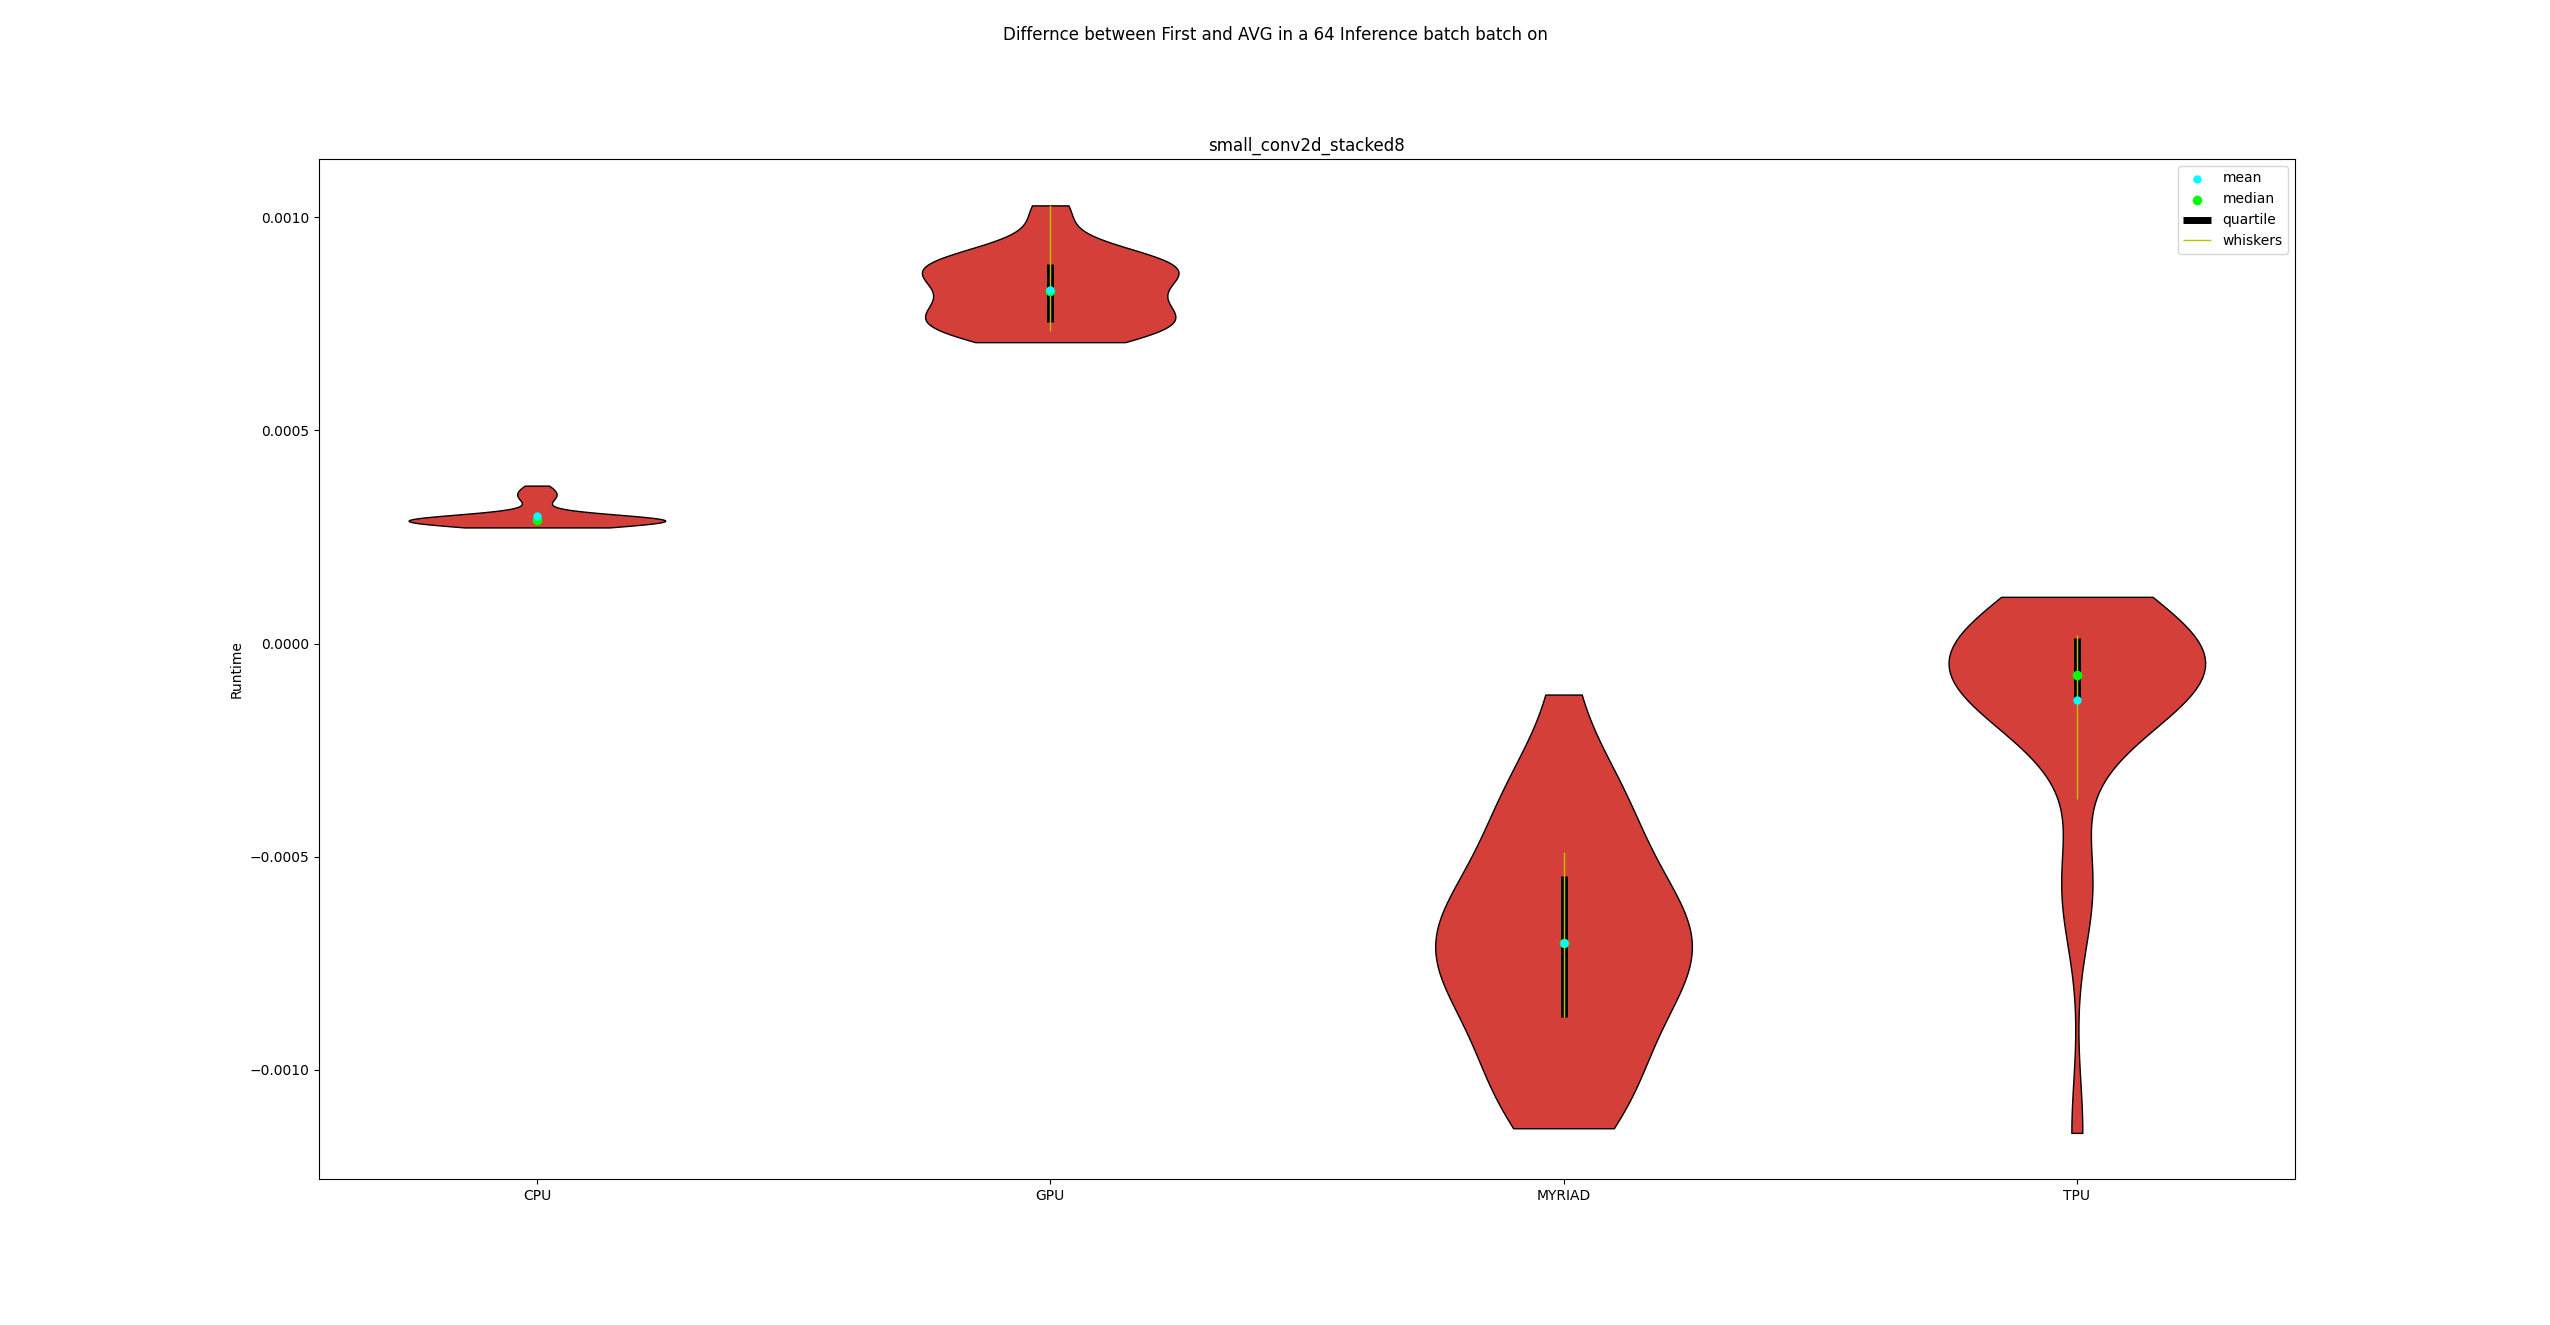 Differnce between First and AVG in a 64 Inference batch batch on
small_conv2d_stacked8
mean
median
quartile
whiskers
0.0010
0.0005
0.0000
−0.0005
−0.0010
Runtime
CPU
GPU
MYRIAD
TPU